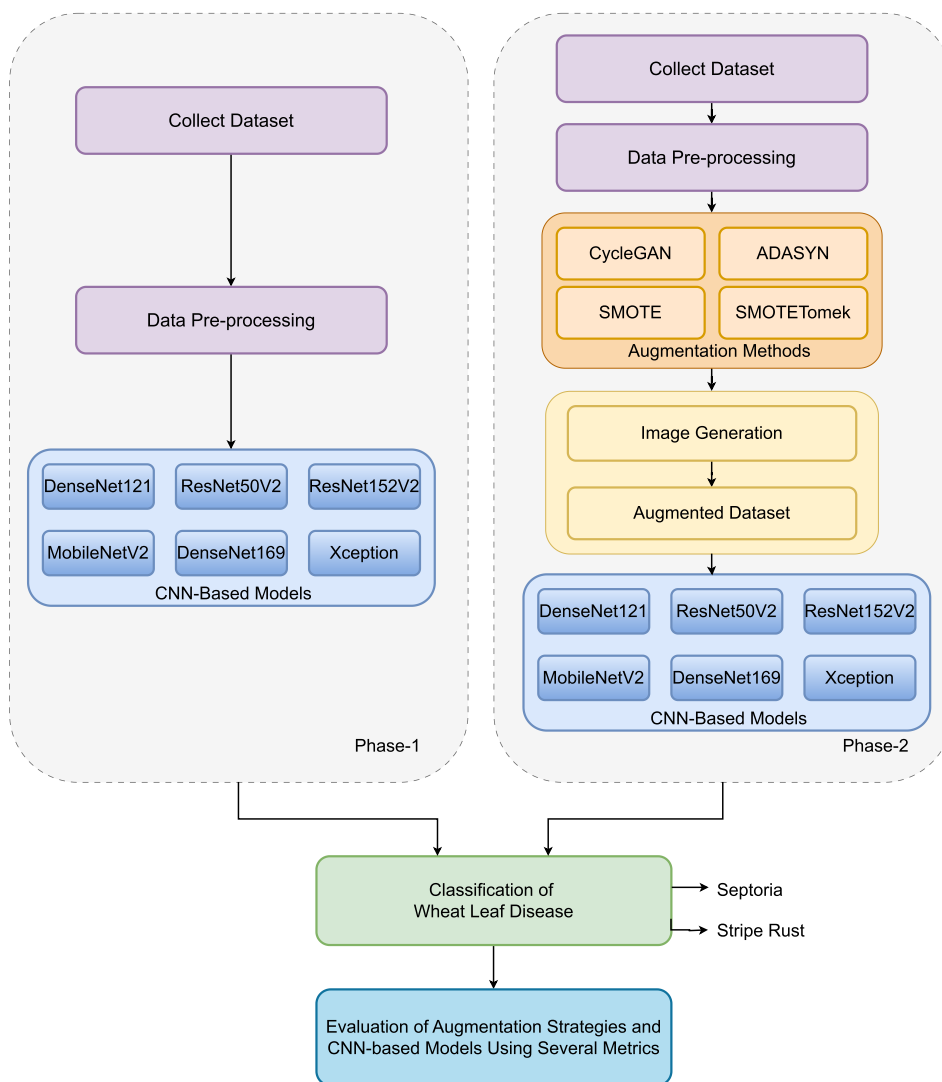 Collect Dataset
Data Pre-processing
DenseNet121
ResNet50V2
ResNet152V2
MobileNetV2
DenseNet169
Xception
CNN-Based Models
Phase-1
Collect Dataset
Data Pre-processing
CycleGAN
ADASYN
SMOTE
SMOTETomek
Augmentation Methods
Image Generation
Augmented Dataset
DenseNet121
ResNet50V2
ResNet152V2
MobileNetV2
DenseNet169
Xception
CNN-Based Models
Phase-2
Classification of
Wheat Leaf Disease
Septoria
Stripe Rust
Evaluation of Augmentation Strategies and
CNN-based Models Using Several Metrics